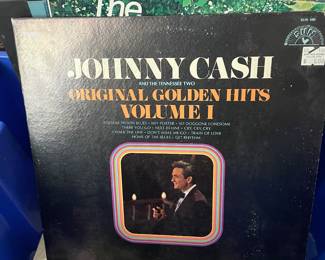 The
JOHNNY CASH
AND THE TENNESSEE TWO
ORIGINAL GOLDEN HITS
VOLUME I
FOLSOM PRISON BLUES • HEY PORTER • SO DOGGONE LONESOME
THERE YOU GO • NEXT IN LINE • CRY, CRY, CRY
I WALK THE LINE • DON'T MAKE ME GO • TRAIN OF LOVE
HOME OF THE BLUES • GET RHYTHM